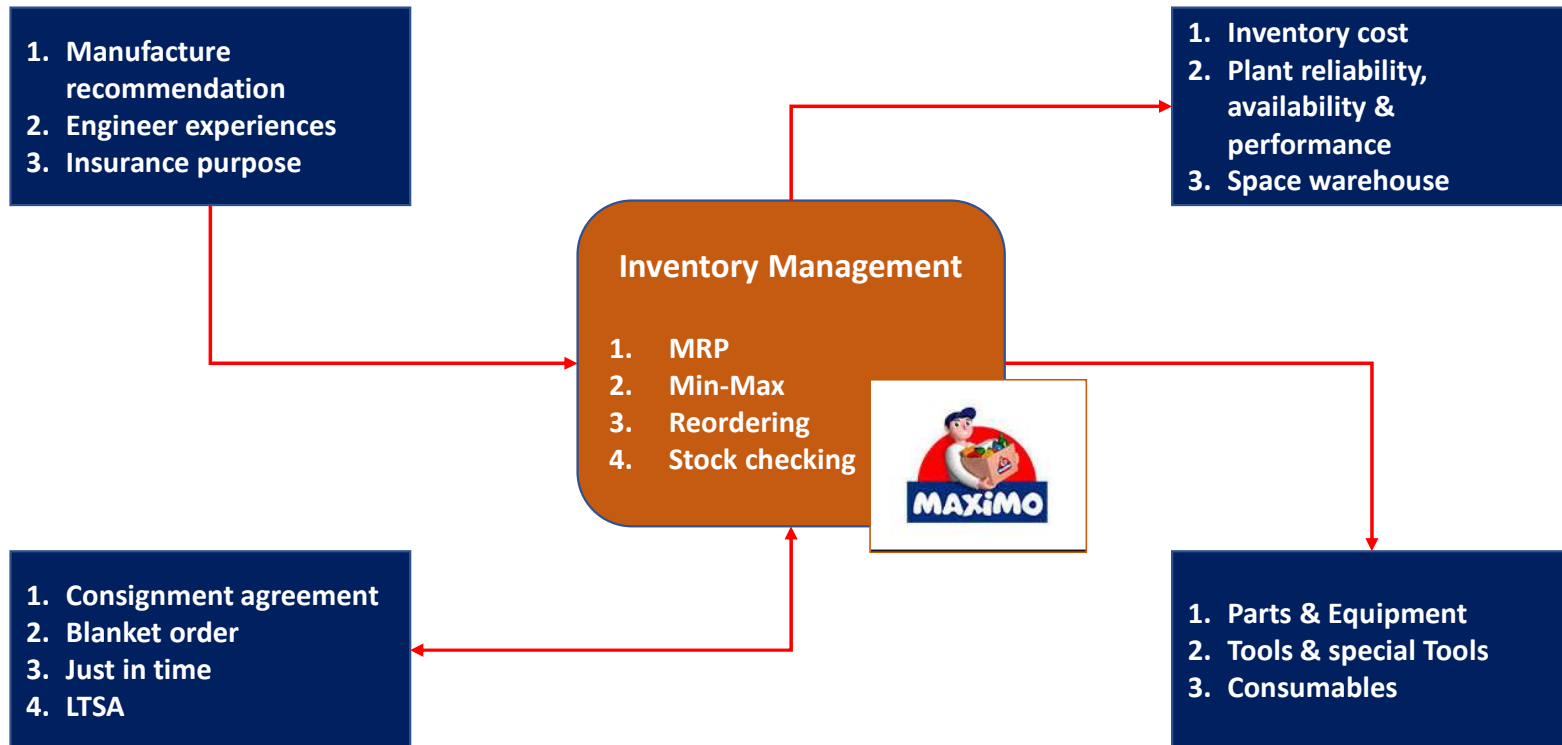 1. Manufacture
recommendation
2. Engineer experiences
3. Insurance purpose
1. Inventory cost
2. Plant reliability,
availability &
performance
3. Space warehouse
Inventory Management
1. MRP
2. Min-Max
3. Reordering
4. Stock checking
MAXiMO
1. Consignment agreement
2. Blanket order
3. Just in time
4. LTSA
1. Parts & Equipment
2. Tools & special Tools
3. Consumables